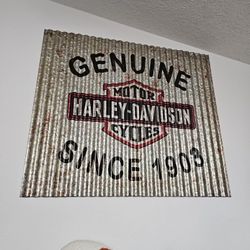 GENUINE
MOTOR
HARLEY-DAVIDSON
CYCLES
SINCE 1903